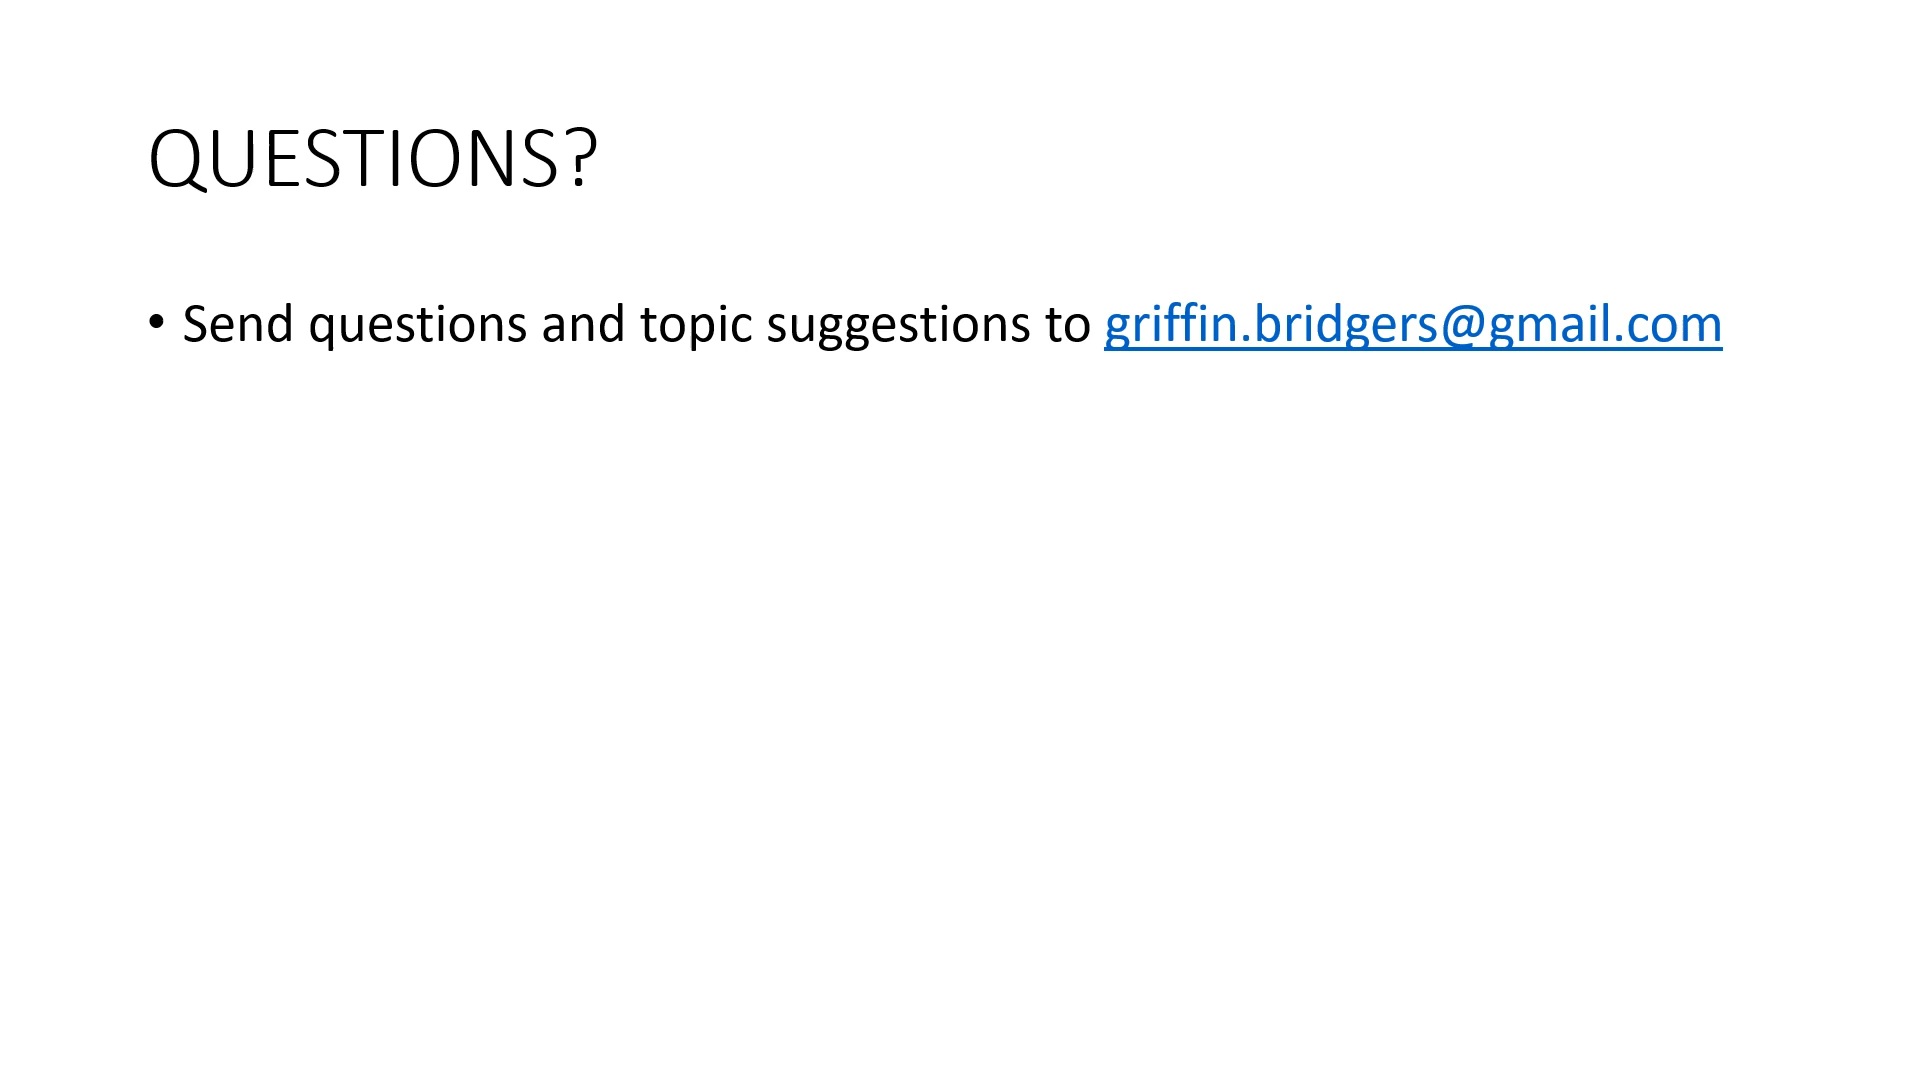 QUESTIONS?
• Send questions and topic suggestions to griffin.bridgers@gmail.com